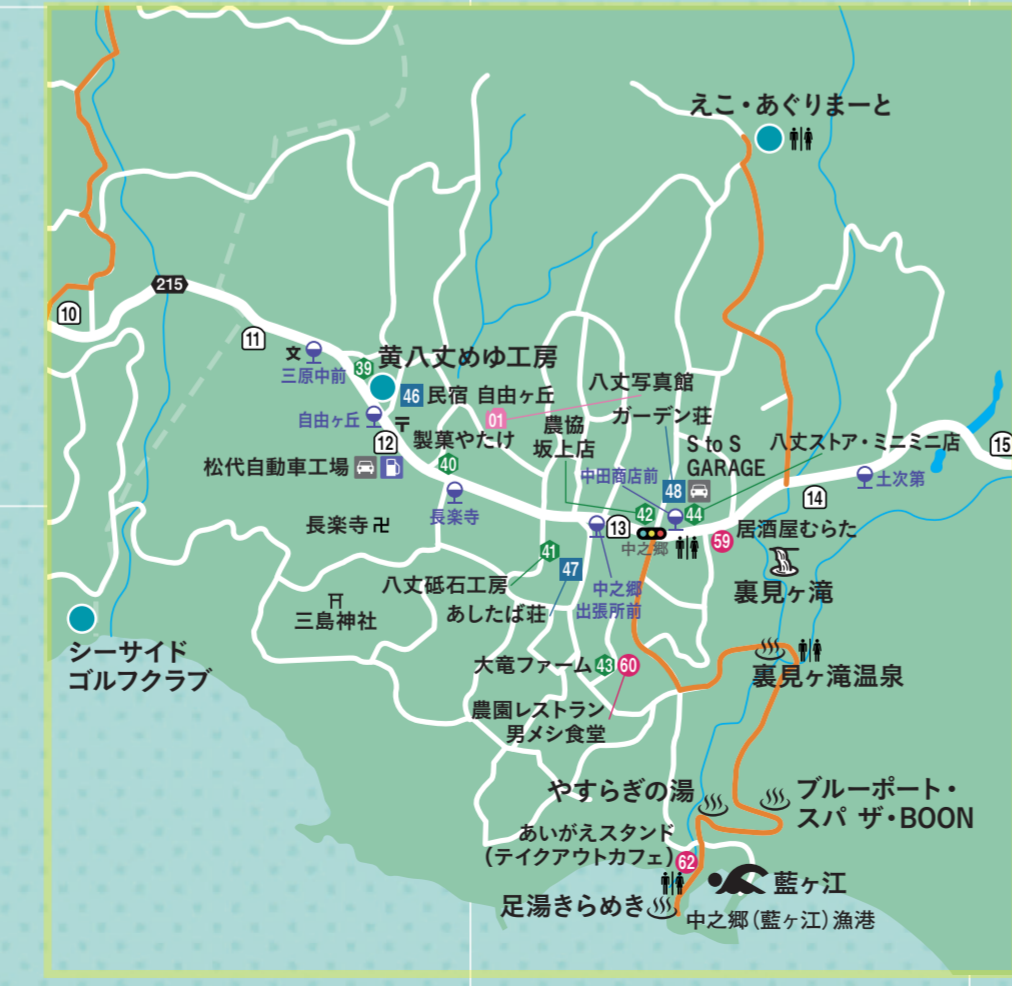 えこ・あぐりまーと
215
10
11
文
三原中前
39
黄八丈めゆ工房
46
民宿 自由ヶ丘
八丈写真館
01
自由ヶ丘
〒
12
製菓やたけ
40
農協
坂上店
ガーデン荘
S to S
GARAGE
八丈ストア・ミニミニ店
15
松代自動車工場
中田商店前
48
土次第
14
長楽寺
42
44
長楽寺卍
13
中之郷
59
居酒屋むらた
41
47
八丈砥石工房
あしたば荘
中之郷
出張所前
裏見ヶ滝
三島神社
シーサイド
ゴルフクラブ
大竜ファーム
43
60
裏見ヶ滝温泉
農園レストラン
男メシ食堂
やすらぎの湯
ブルーポート・
スパ ザ・BOON
あいがえスタンド
(テイクアウトカフェ)
62
藍ヶ江
足湯きらめき
中之郷(藍ヶ江)漁港